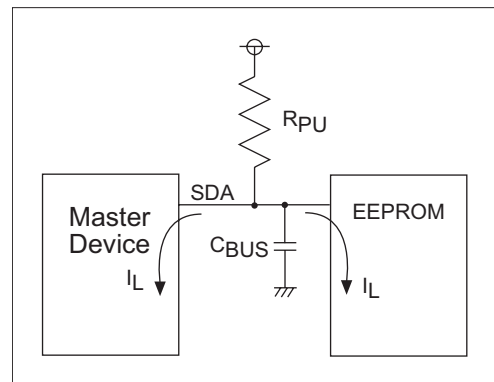 RPU
SDA
Master
Device
EEPROM
CBUS
IL
IL